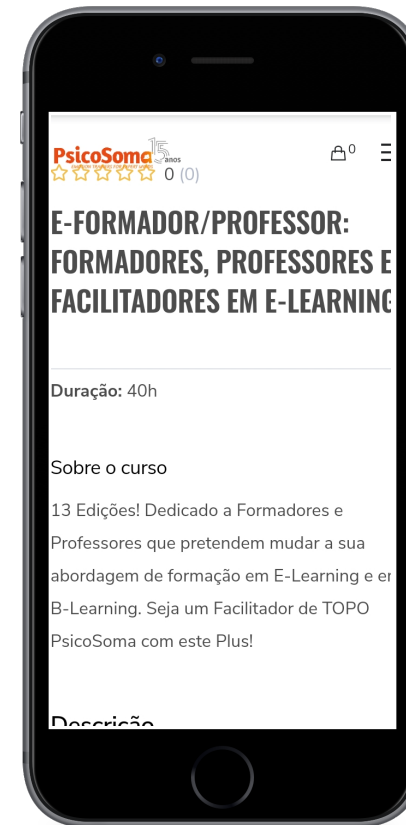 PsicoSoma 15 anos
0
0 (0)
E-FORMADOR/PROFESSOR:
FORMADORES, PROFESSORES E
FACILITADORES EM E-LEARNING
Duração: 40h
Sobre o curso
13 Edições! Dedicado a Formadores e
Professores que pretendem mudar a sua
abordagem de formação em E-Learning e em
B-Learning. Seja um Facilitador de TOPO
PsicoSoma com este Plus!
Descrição